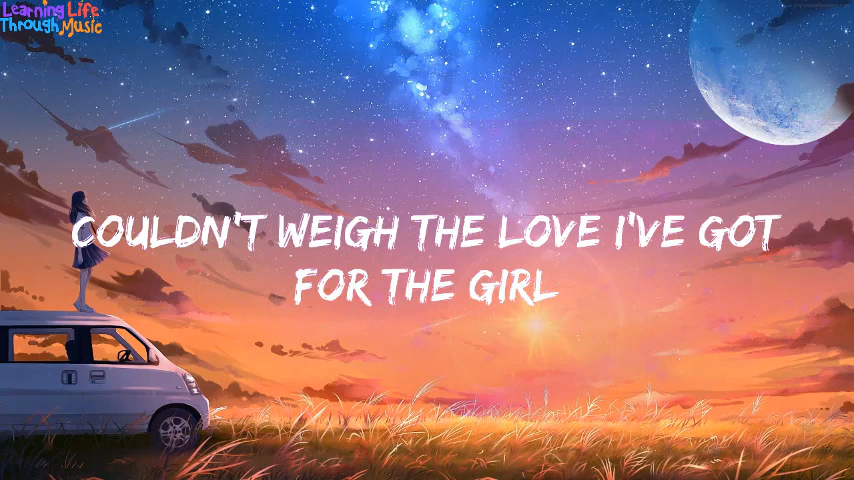 Learning Life
Through Music
COULDN'T WEIGH THE LOVE I'VE GOT
FOR THE GIRL